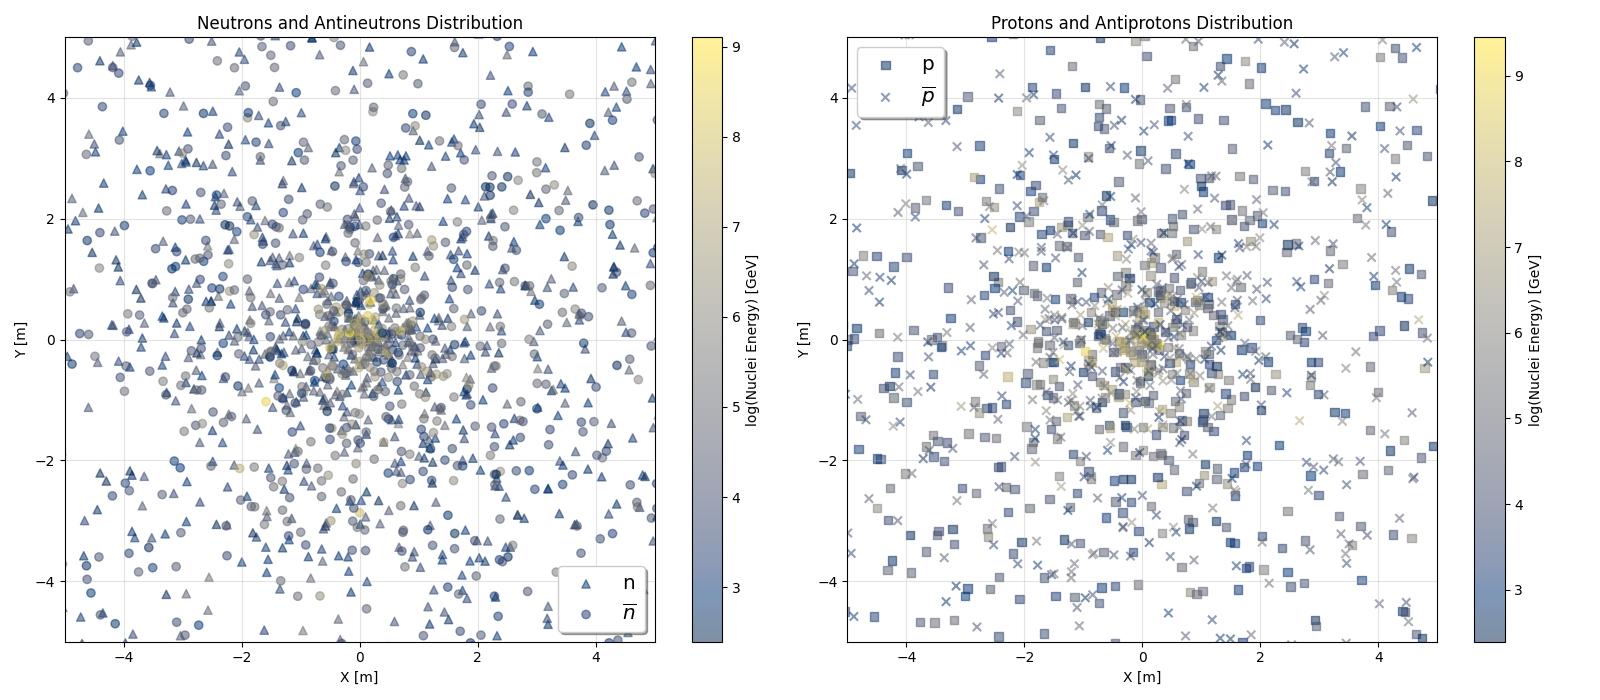 Neutrons and Antineutrons Distribution
Y [m]
4
2
0
−2
−4
−4
−2
0
2
4
X [m]
n
n̅
9
8
7
6
5
4
3
log(Nuclei Energy) [GeV]
Protons and Antiprotons Distribution
Y [m]
4
2
0
−2
−4
−4
−2
0
2
4
X [m]
p
p̅
9
8
7
6
5
4
3
log(Nuclei Energy) [GeV]